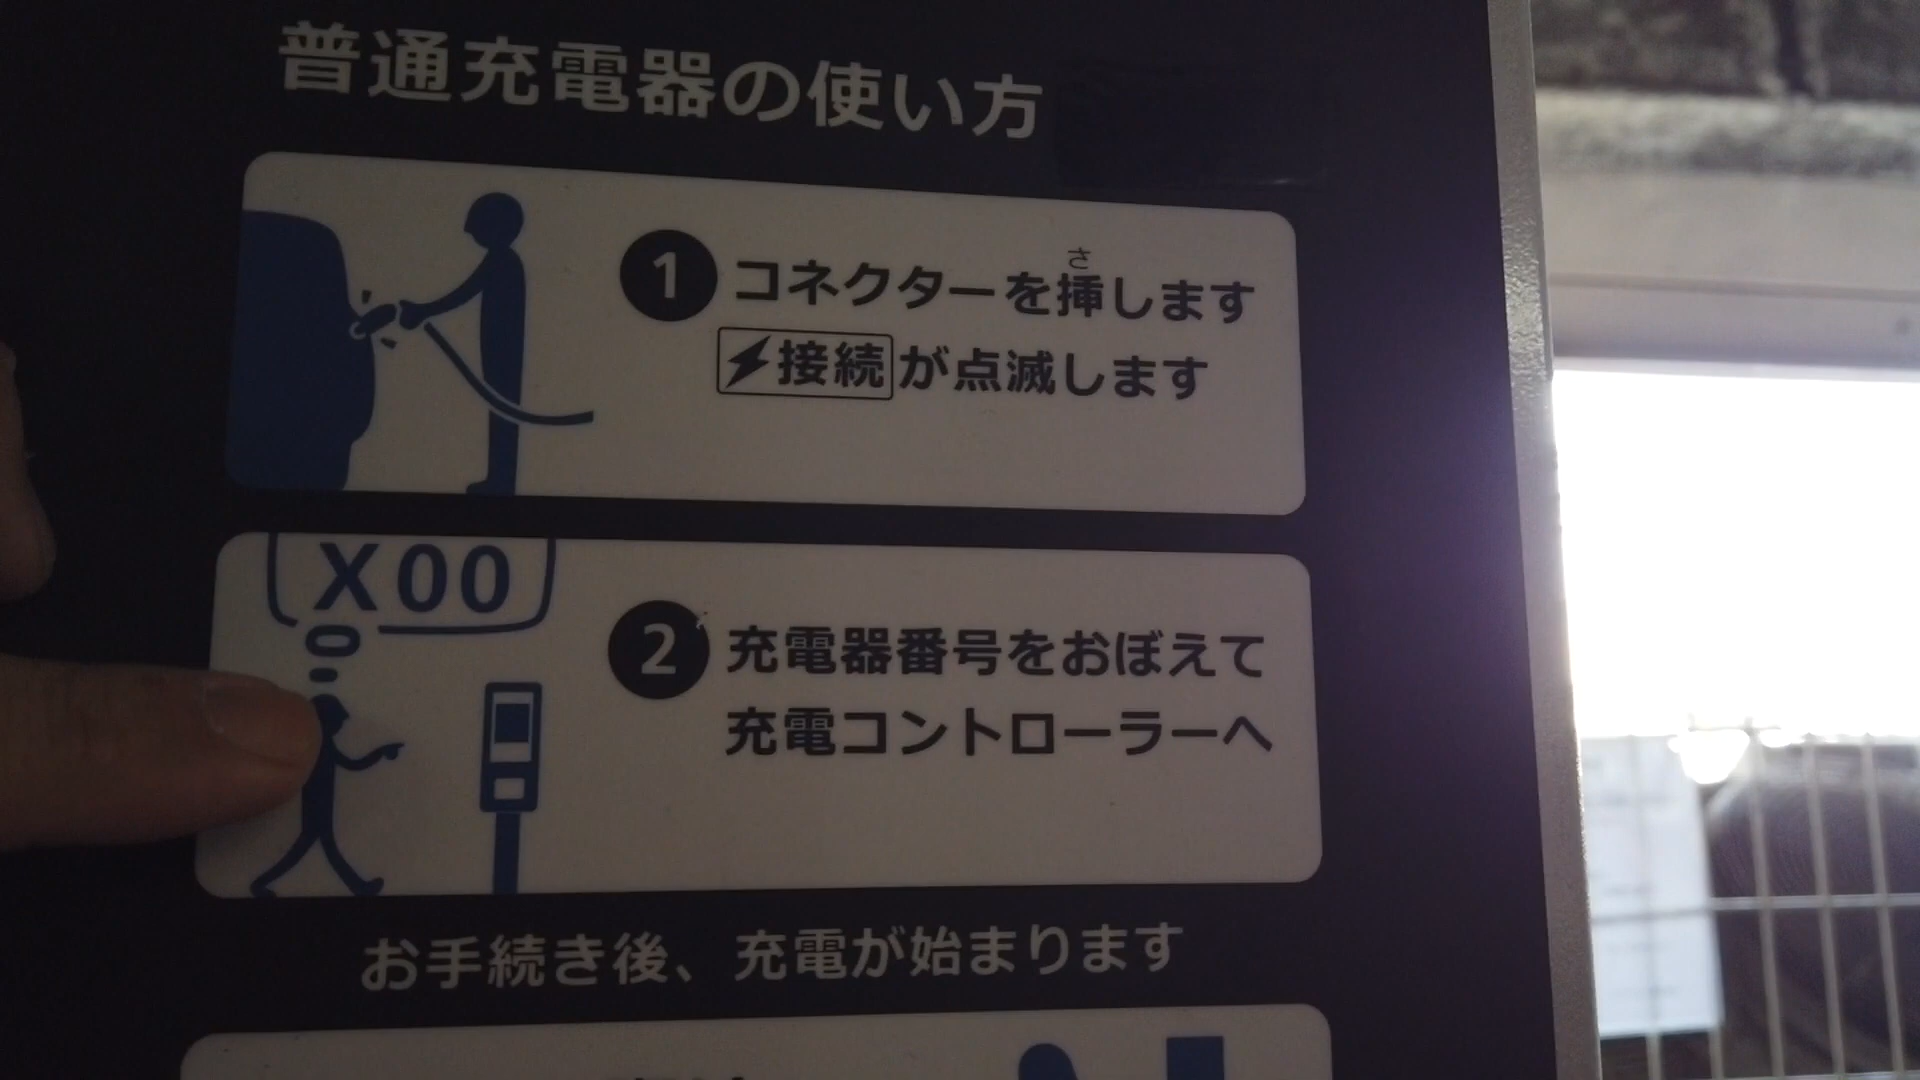 普通充電器の使い方
1 コネクターを挿します
さ
接続が点滅します
X00
2 充電器番号をおぼえて
充電コントローラーへ
お手続き後、充電が始まります